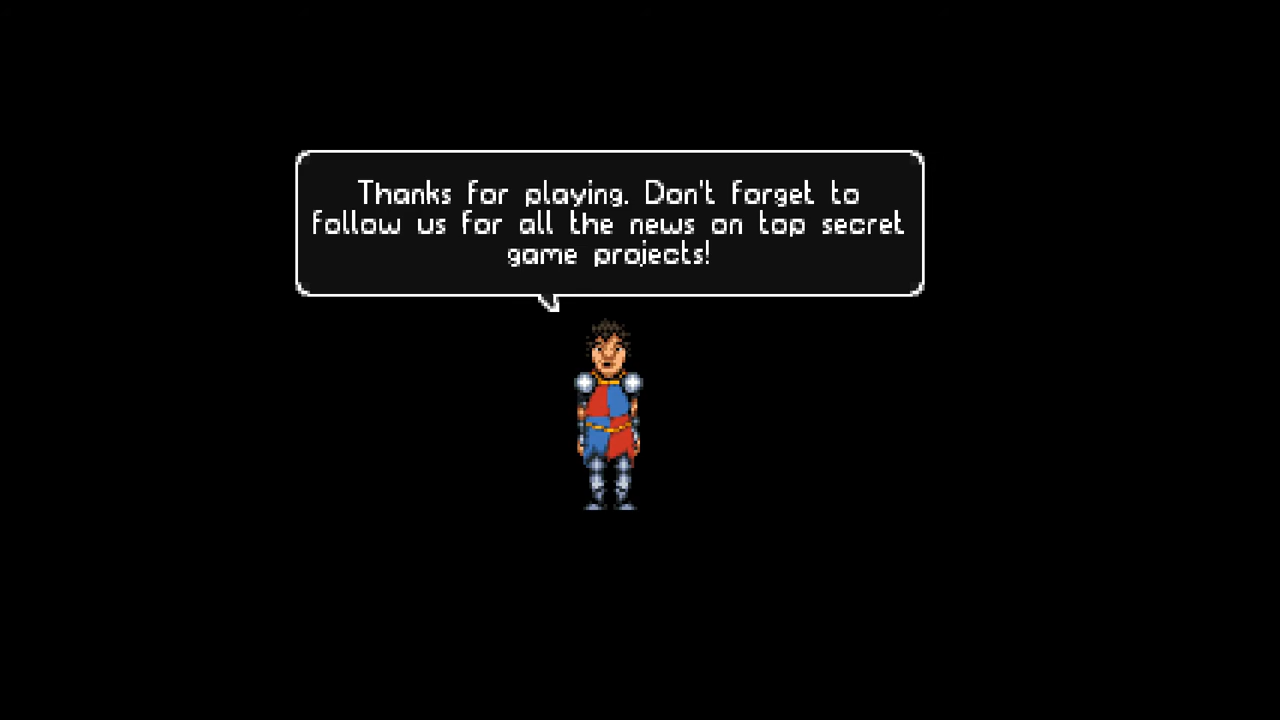 Thanks for playing. Don't forget to
follow us for all the news on top secret
game projects!